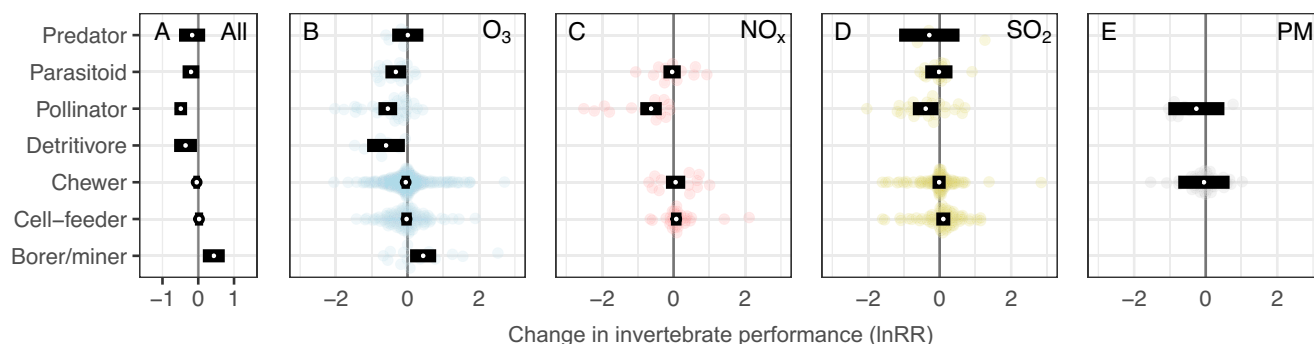 A All
B O₃
C NOₓ
D SO₂
E PM
Predator
Parasitoid
Pollinator
Detritivore
Chewer
Cell−feeder
Borer/miner
−1 0 1
−2 0 2
−2 0 2
−2 0 2
−2 0 2
Change in invertebrate performance (lnRR)